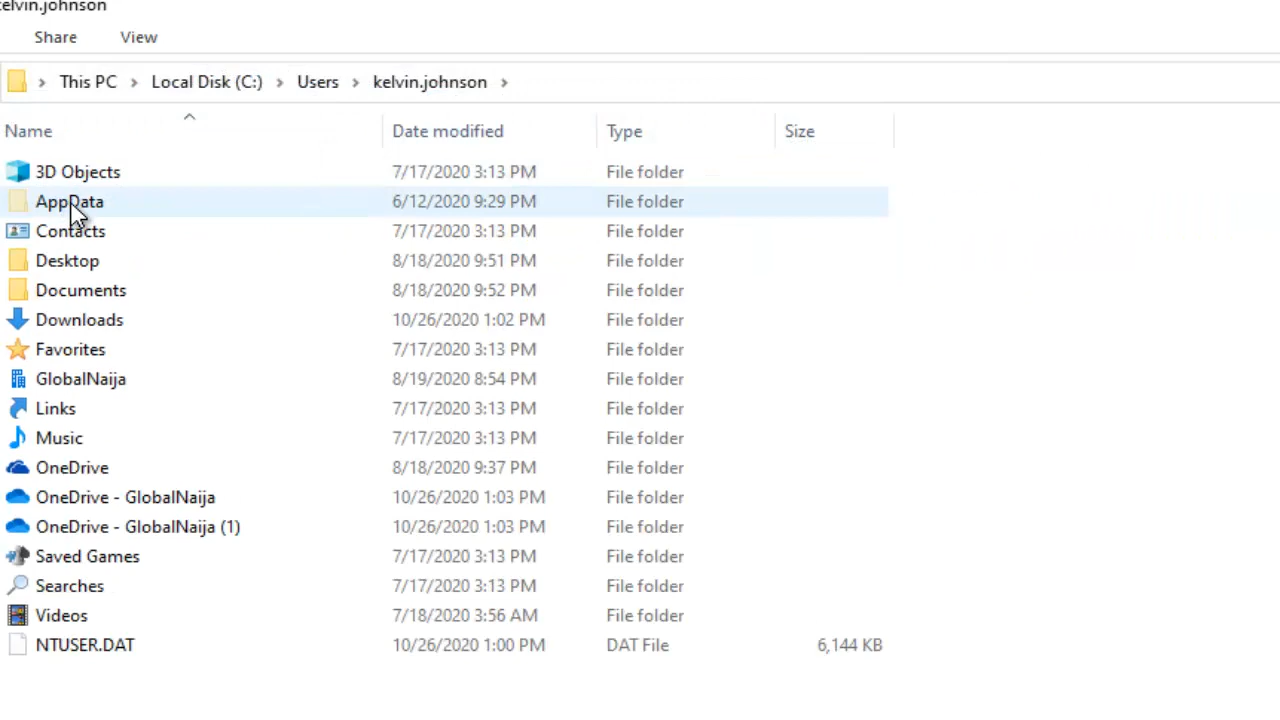 kelvin.johnson
Share View
This PC Local Disk (C:) Users kelvin.johnson
Name Date modified Type Size
3D Objects 7/17/2020 3:13 PM File folder
AppData 6/12/2020 9:29 PM File folder
Contacts 7/17/2020 3:13 PM File folder
Desktop 8/18/2020 9:51 PM File folder
Documents 8/18/2020 9:52 PM File folder
Downloads 10/26/2020 1:02 PM File folder
Favorites 7/17/2020 3:13 PM File folder
GlobalNaija 8/19/2020 8:54 PM File folder
Links 7/17/2020 3:13 PM File folder
Music 7/17/2020 3:13 PM File folder
OneDrive 8/18/2020 9:37 PM File folder
OneDrive - GlobalNaija 10/26/2020 1:03 PM File folder
OneDrive - GlobalNaija (1) 10/26/2020 1:03 PM File folder
Saved Games 7/17/2020 3:13 PM File folder
Searches 7/17/2020 3:13 PM File folder
Videos 7/18/2020 3:56 AM File folder
NTUSER.DAT 10/26/2020 1:00 PM DAT File 6,144 KB